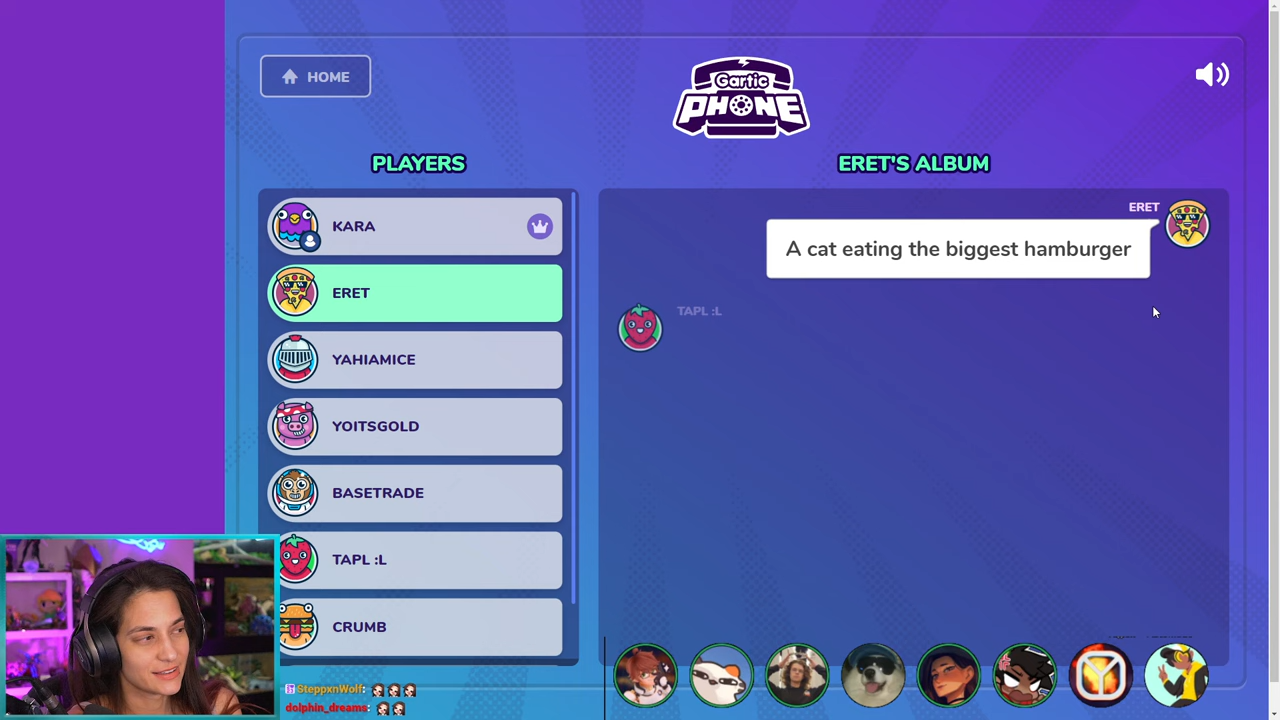 HOME
Gartic
PHONE
PLAYERS
ERET'S ALBUM
KARA
ERET
YAHIAMICE
YOITSGOLD
BASETRADE
TAPL :L
CRUMB
ERET
A cat eating the biggest hamburger
TAPL :L
SteppxnWolf:
dolphin_dreams: